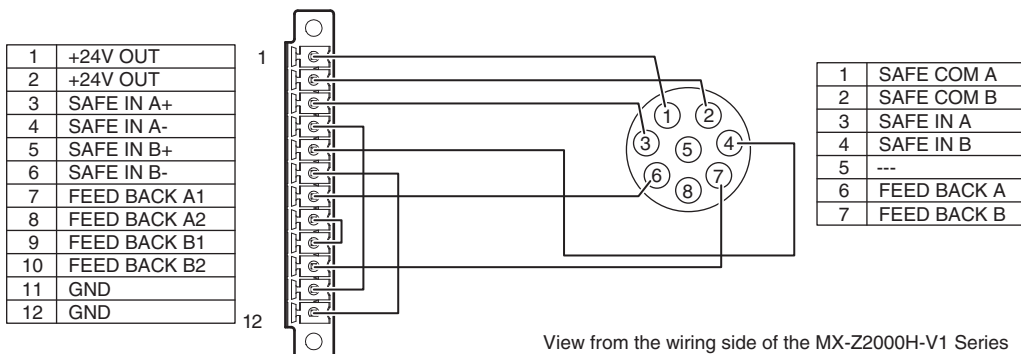 1 +24V OUT
2 +24V OUT
3 SAFE IN A+
4 SAFE IN A-
5 SAFE IN B+
6 SAFE IN B-
7 FEED BACK A1
8 FEED BACK A2
9 FEED BACK B1
10 FEED BACK B2
11 GND
12 GND
1
12
1 2
3 5 4
6 7
8
1 SAFE COM A
2 SAFE COM B
3 SAFE IN A
4 SAFE IN B
5 ---
6 FEED BACK A
7 FEED BACK B
View from the wiring side of the MX-Z2000H-V1 Series